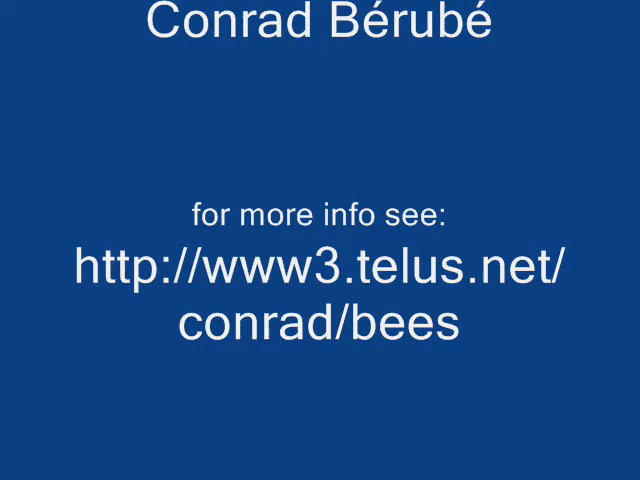 Conrad Bérubé
for more info see:
http://www3.telus.net/
conrad/bees